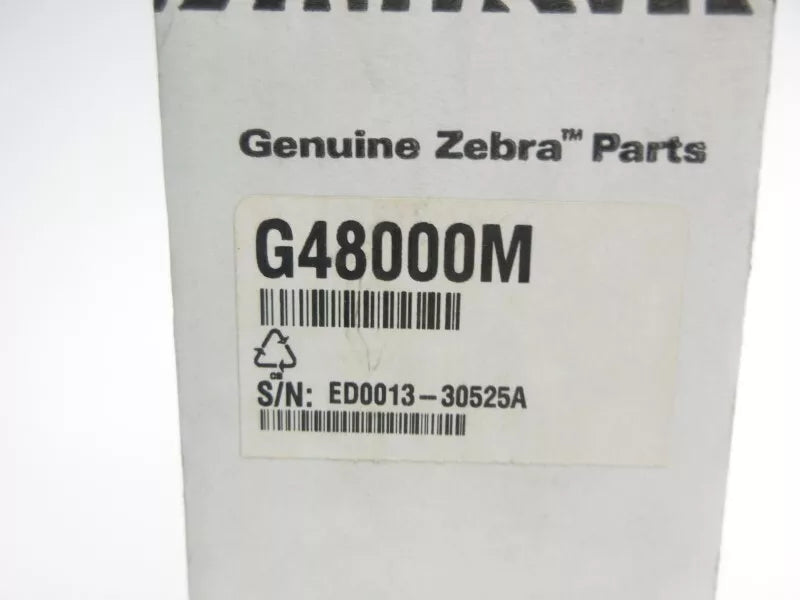 Genuine Zebra™ Parts
G48000M
S/N: ED0013-30525A